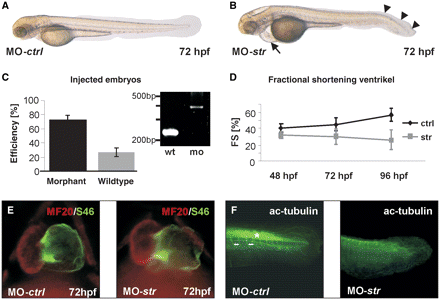 A
B
MO-ctrl
72 hpf
MO-str
72 hpf
C
Injected embryos
D
Fractional shortening ventrikel
Efficiency [%]
100
80
60
40
20
0
Morphant
Wildtype
500bp
200bp
wt
mo
FS [%]
80
60
40
20
0
48 hpf
72 hpf
96 hpf
ctrl
str
E
MF20/S46
MF20/S46
MO-ctrl
72hpf
MO-str
72hpf
F
ac-tubulin
ac-tubulin
*
MO-ctrl
MO-str